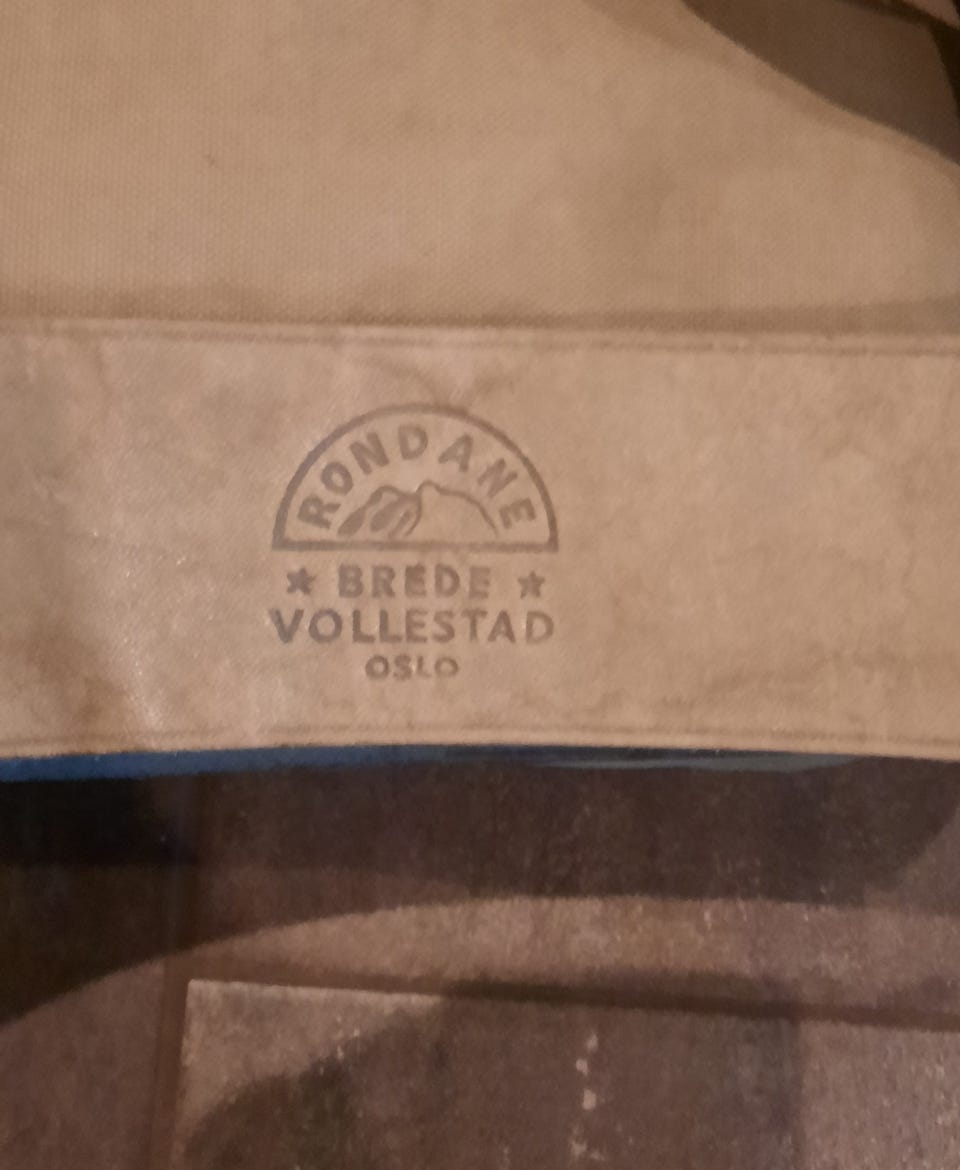 RONDANE
★ BREDE ★
VOLLESTAD
OSLO